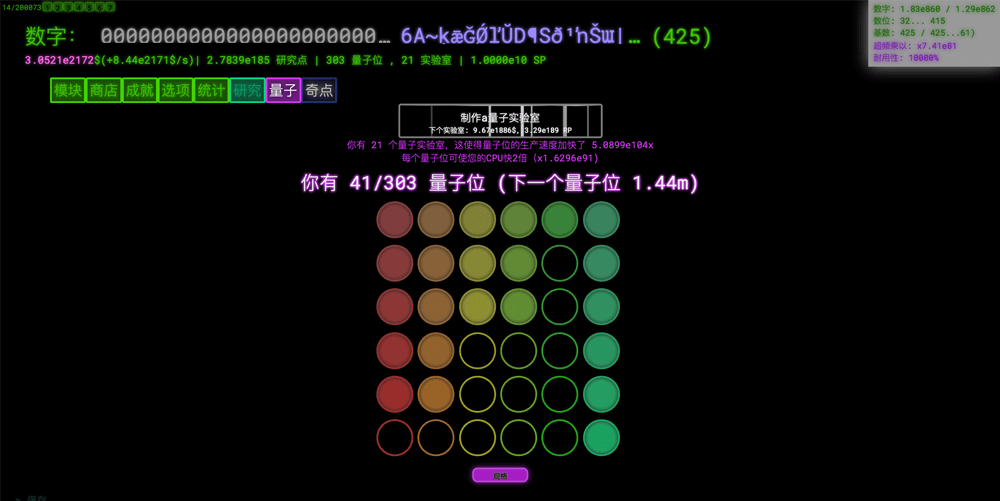 14/200073
数字: 1.83e860 / 1.29e862
数位: 32... 415
基数: 425 / 425...61)
超频乘以: x7.41e81
耐用性: 10000%
数字: 00000000000000000000000000… (425)
3.0521e2172$(+8.44e2171$/s)| 2.7839e185 研究点 | 303 量子位 , 21 实验室 | 1.0000e10 SP
模块 商店 成就 选项 统计 研究 量子 奇点
制作a量子实验室
下个实验室: 9.67e1886$, 3.29e189 RP
你有 21 个量子实验室, 这使得量子位的生产速度加快了 5.0899e104x
每个量子位可使您的CPU快2倍 (x1.6296e91)
你有 41/303 量子位 (下一个量子位 1.44m)
规格